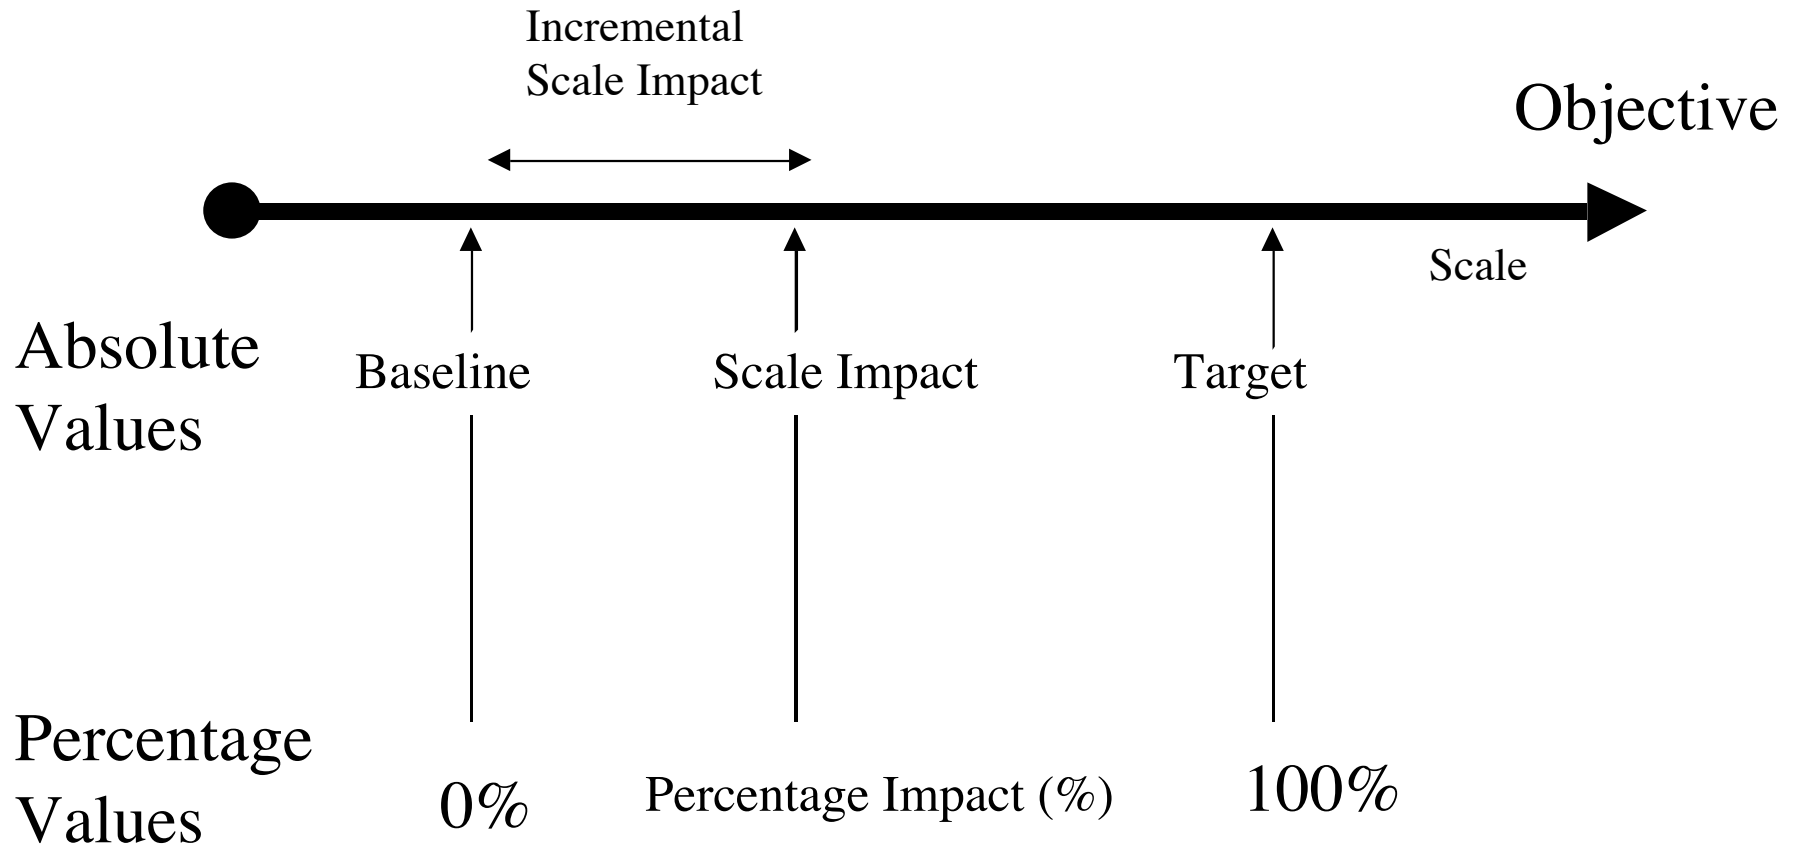 Incremental
Scale Impact
Objective
Scale
Absolute
Values
Baseline
Scale Impact
Target
Percentage
Values
0%
Percentage Impact (%)
100%